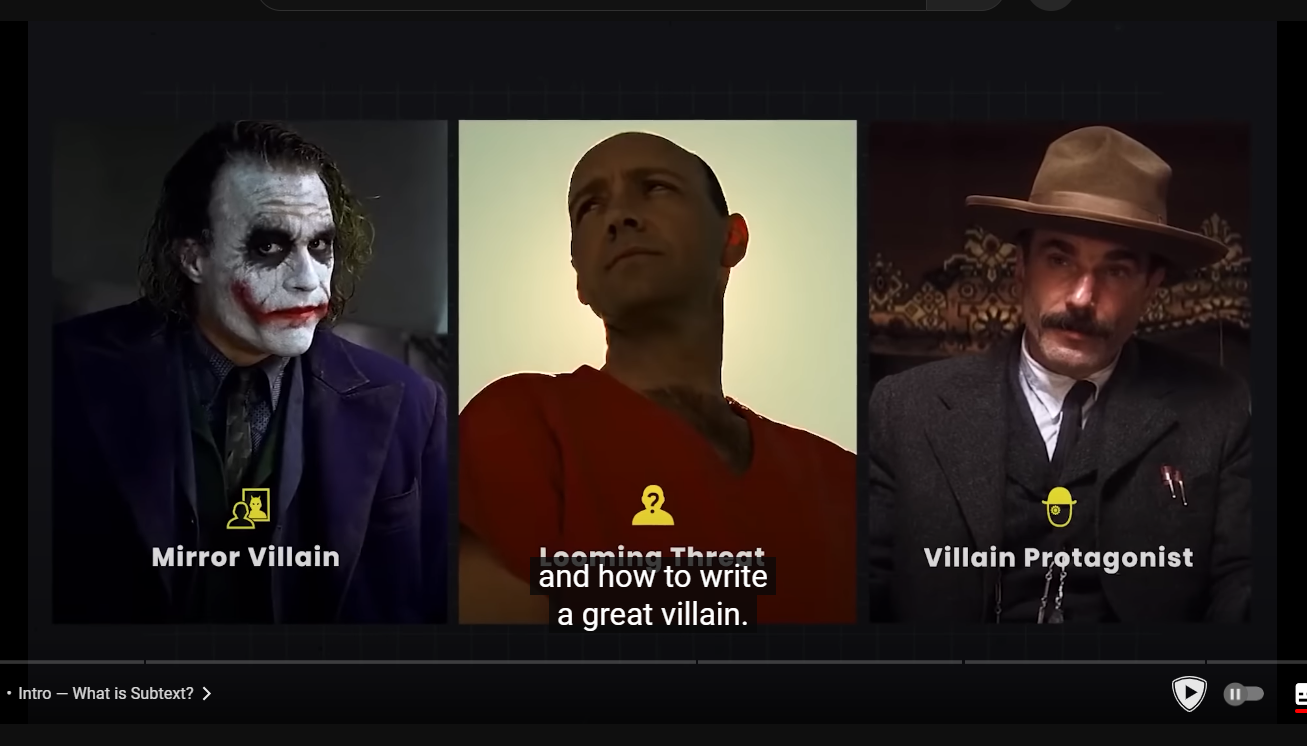 Mirror Villain
Looming Threat
Villain Protagonist
and how to write
a great villain.
• Intro — What is Subtext?